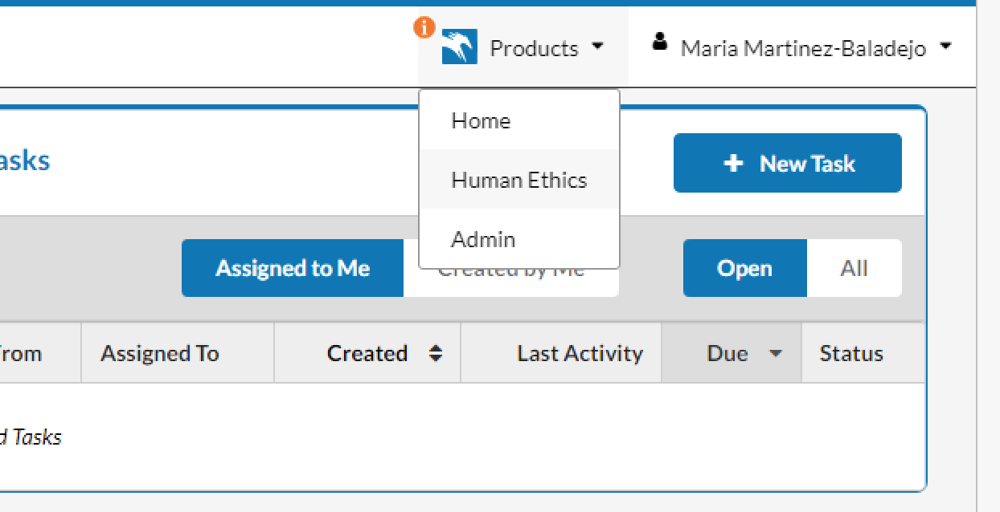 Products
Maria Martinez-Baladejo
Home
Human Ethics
Admin
asks
New Task
Assigned to Me
Created by Me
Open
All
rom
Assigned To
Created
Last Activity
Due
Status
d Tasks